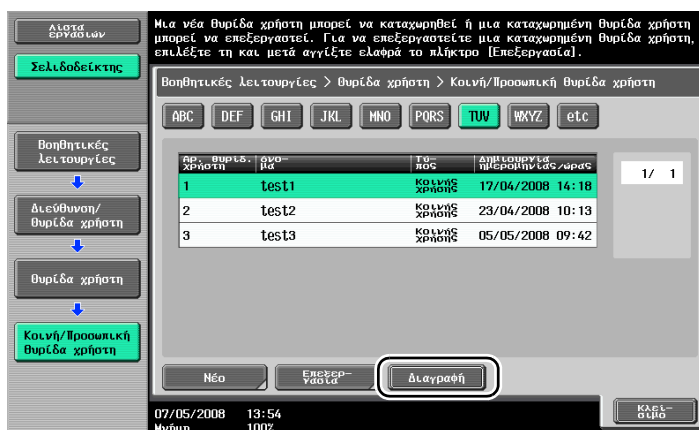 Λίστα
εργασιών
Μια νέα θυρίδα χρήστη μπορεί να καταχωρηθεί ή μια καταχωρημένη θυρίδα χρήστη
μπορεί να επεξεργαστεί. Για να επεξεργαστείτε μια καταχωρημένη θυρίδα χρήστη,
επιλέξτε τη και μετά αγγίξτε ελαφρά το πλήκτρο [Επεξεργασία].
Σελιδοδείκτης
Βοηθητικές λειτουργίες > Θυρίδα χρήστη > Κοινή/Προσωπική θυρίδα χρήστη
ABC DEF GHI JKL MNO PQRS TUV WXYZ etc
Βοηθητικές
λειτουργίες
Αρ. θυρίδ.
χρήστη
όνο-
μα
Τύ-
πος
Δημιουργία
ημερομηνίας/ώρας
1 test1 Κοινής
χρήσης 17/04/2008 14:18
1/ 1
Διεύθυνση/
θυρίδα χρήστη
2 test2 Κοινής
χρήσης 23/04/2008 10:13
3 test3 Κοινής
χρήσης 05/05/2008 09:42
Θυρίδα χρήστη
Κοινή/Προσωπική
θυρίδα χρήστη
Νέο
Επεξερ-
γασία
Διαγραφή
07/05/2008 13:54
Μνήμη 100%
Κλεί-
σιμο